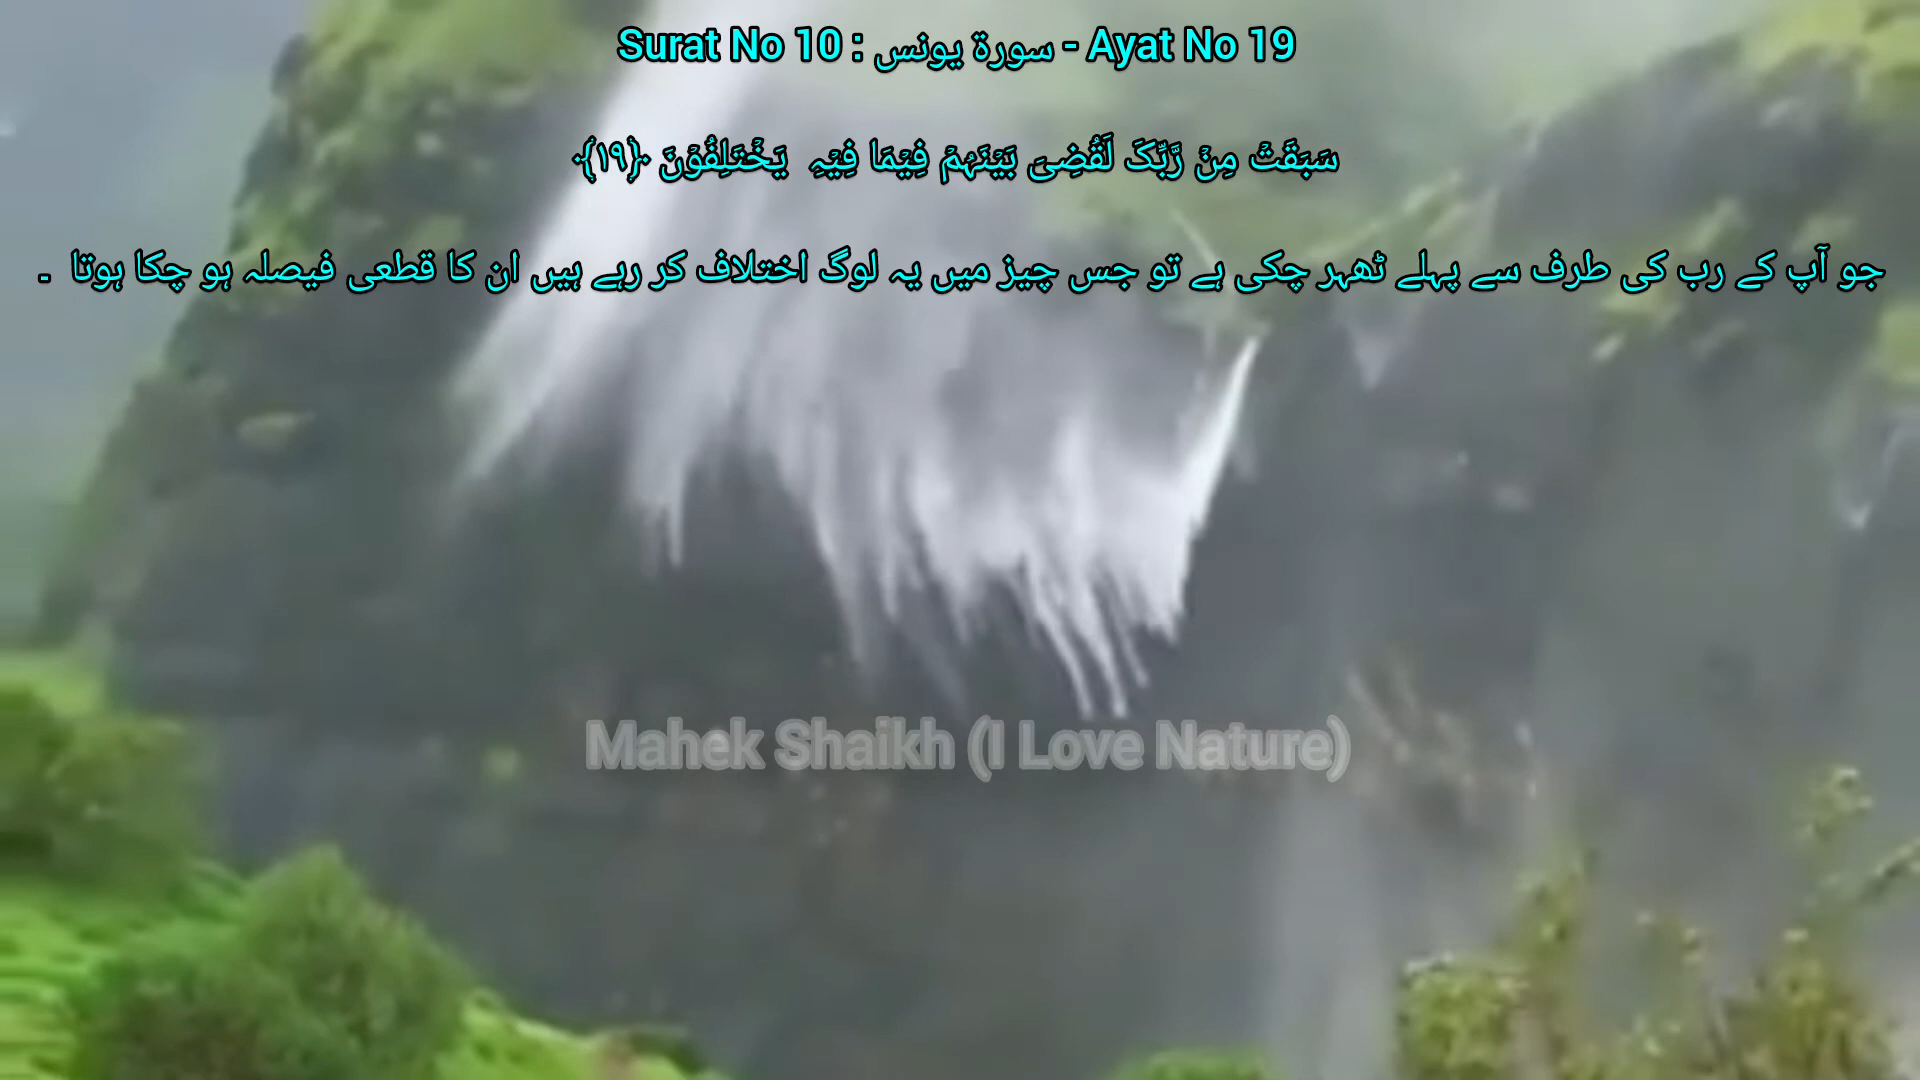 Surat No 10 : سورة يونس - Ayat No 19
سَبَقَتۡ مِنۡ رَّبِّکَ لَقُضِیَ بَیۡنَہُمۡ فِیۡمَا فِیۡہِ یَخۡتَلِفُوۡنَ ﴿۱۹﴾
جو آپ کے رب کی طرف سے پہلے ٹھہر چکی ہے تو جس چیز میں یہ لوگ اختلاف کر رہے ہیں ان کا قطعی فیصلہ ہو چکا ہوتا ۔
Mahek Shaikh (I Love Nature)